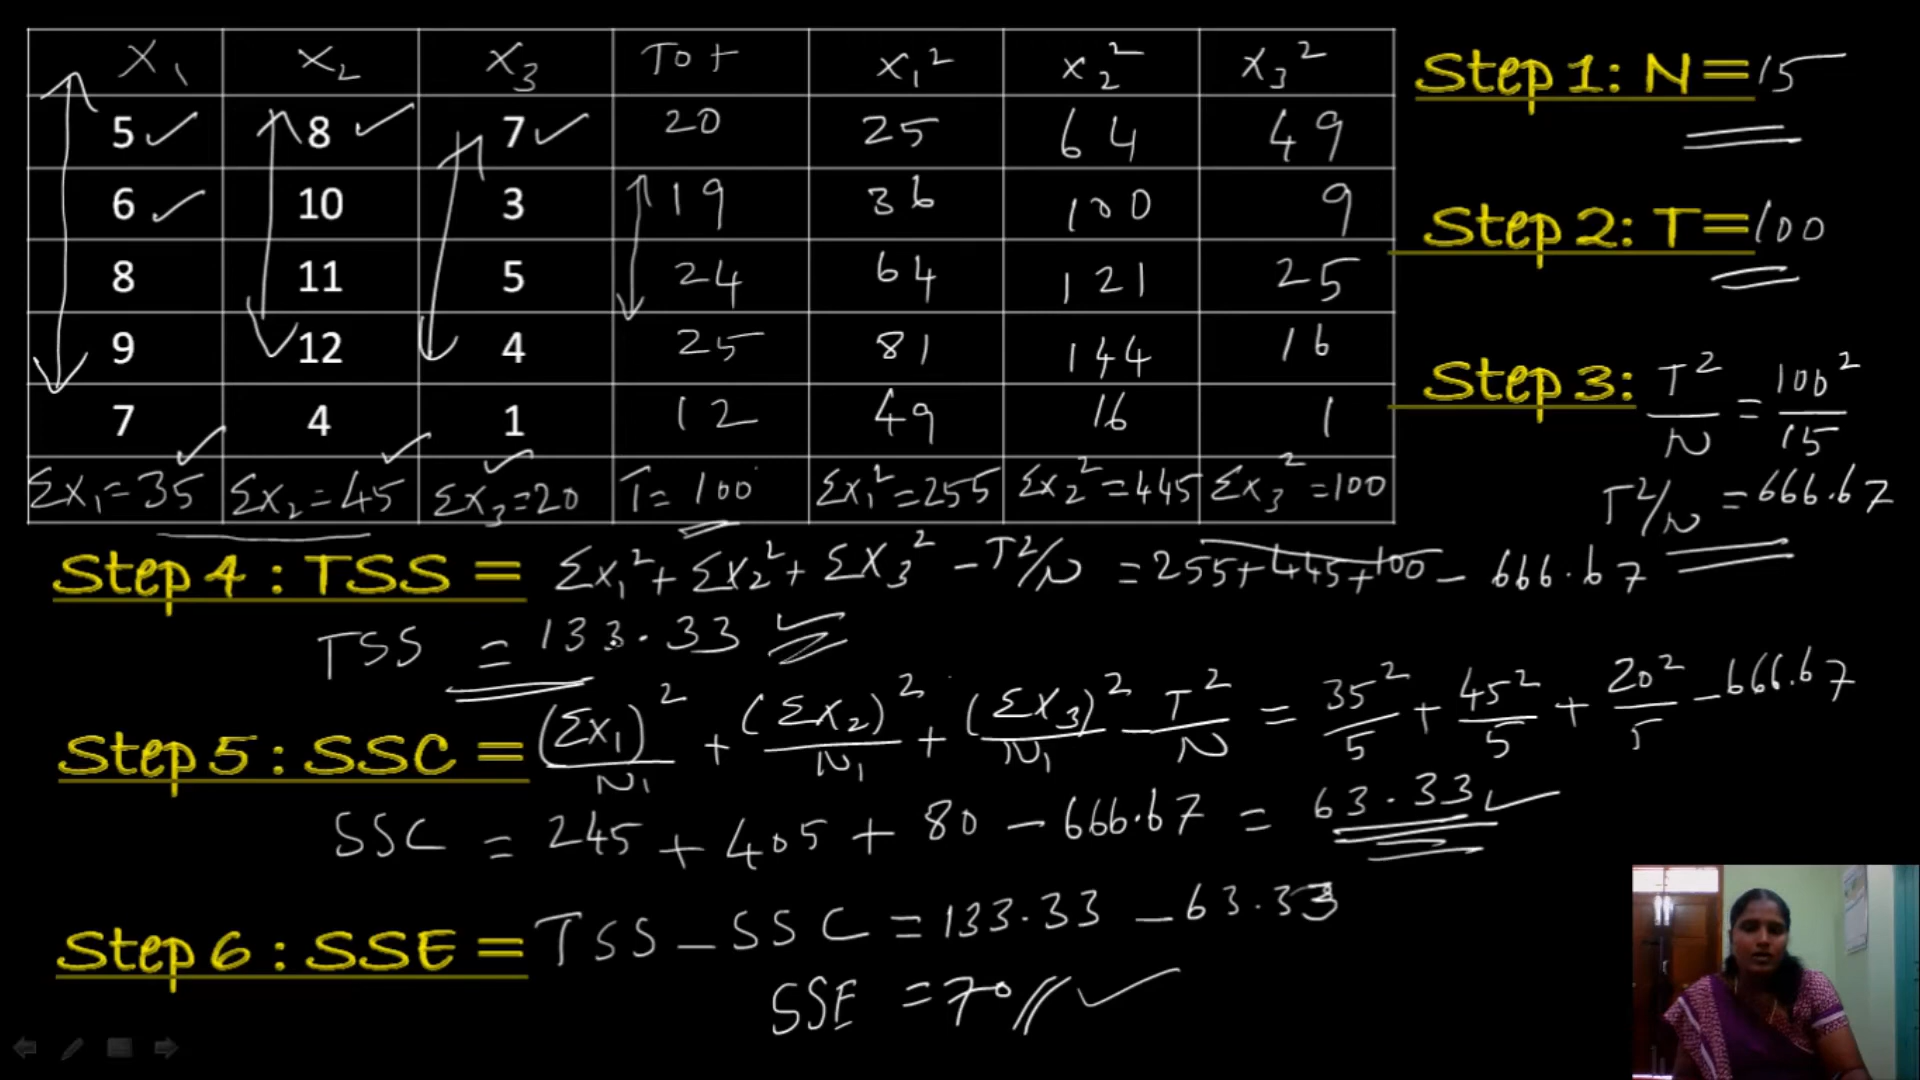 X₁ X₂ X₃ Tot X₁² X₂² X₃²
5 8 7 20 25 64 49
6 10 3 19 36 100 9
8 11 5 24 64 121 25
9 12 4 25 81 144 16
7 4 1 12 49 16 1
Σx₁=35 Σx₂=45 Σx₃=20 T=100 Σx₁²=255 Σx₂²=445 Σx₃²=100
Step 1: N=15
Step 2: T=100
Step 3: T²/N = 100²/15
T²/N = 666.67
Step 4 : TSS = Σx₁² + Σx₂² + Σx₃² - T²/N = 255+445+100 - 666.67
TSS = 133.33
Step 5 : SSC = (Σx₁)²/N₁ + (Σx₂)²/N₁ + (Σx₃)²/N₁ - T²/N = 35²/5 + 45²/5 + 20²/5 - 666.67
SSC = 245 + 405 + 80 - 666.67 = 63.33
Step 6 : SSE = TSS - SSC = 133.33 - 63.33
SSE = 70